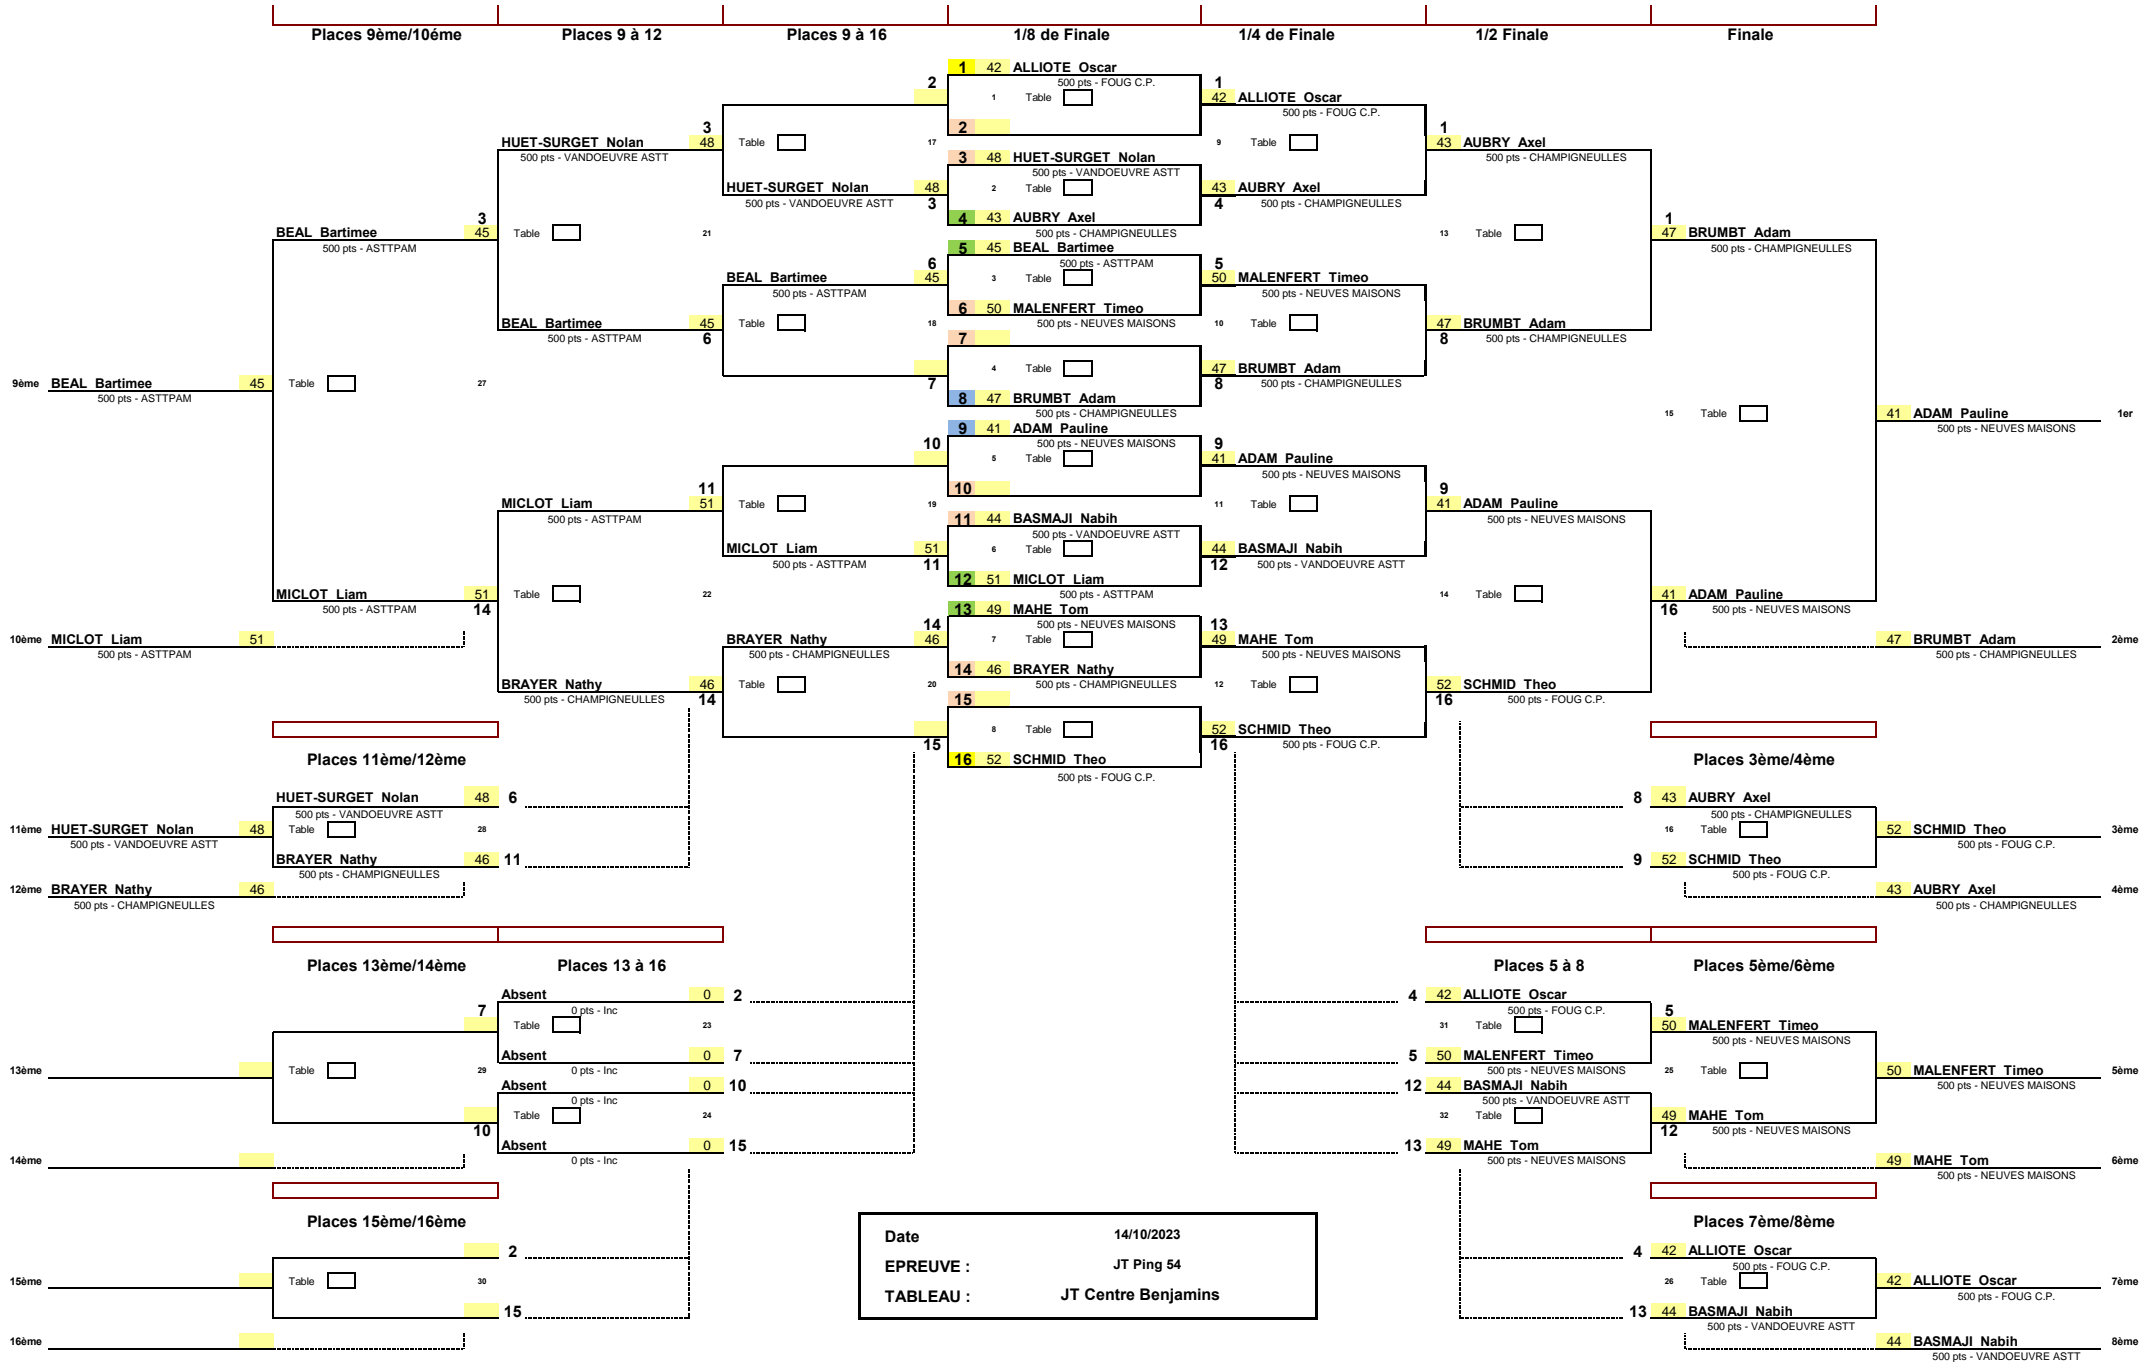 Places 9ème/10éme
Places 9 à 12
Places 9 à 16
1/8 de Finale
1/4 de Finale
1/2 Finale
Finale
1 42 ALLIOTE Oscar
500 pts - FOUG C.P.
1 Table
2
3 48 HUET-SURGET Nolan
500 pts - VANDOEUVRE ASTT
2 Table
4 43 AUBRY Axel
500 pts - CHAMPIGNEULLES
5 45 BEAL Bartimee
500 pts - ASTTPAM
3 Table
6 50 MALENFERT Timeo
500 pts - NEUVES MAISONS
7
4 Table
8 47 BRUMBT Adam
500 pts - CHAMPIGNEULLES
9 41 ADAM Pauline
500 pts - NEUVES MAISONS
5 Table
10
11 44 BASMAJI Nabih
500 pts - VANDOEUVRE ASTT
6 Table
12 51 MICLOT Liam
500 pts - ASTTPAM
13 49 MAHE Tom
500 pts - NEUVES MAISONS
7 Table
14 46 BRAYER Nathy
500 pts - CHAMPIGNEULLES
15
8 Table
16 52 SCHMID Theo
500 pts - FOUG C.P.
1
42 ALLIOTE Oscar
500 pts - FOUG C.P.
9 Table
43 AUBRY Axel
4 500 pts - CHAMPIGNEULLES
5
50 MALENFERT Timeo
500 pts - NEUVES MAISONS
10 Table
47 BRUMBT Adam
8 500 pts - CHAMPIGNEULLES
9
41 ADAM Pauline
500 pts - NEUVES MAISONS
11 Table
44 BASMAJI Nabih
12 500 pts - VANDOEUVRE ASTT
13
49 MAHE Tom
500 pts - NEUVES MAISONS
12 Table
52 SCHMID Theo
16 500 pts - FOUG C.P.
1
43 AUBRY Axel
500 pts - CHAMPIGNEULLES
13 Table
47 BRUMBT Adam
8 500 pts - CHAMPIGNEULLES
9
41 ADAM Pauline
500 pts - NEUVES MAISONS
14 Table
52 SCHMID Theo
16 500 pts - FOUG C.P.
1
47 BRUMBT Adam
500 pts - CHAMPIGNEULLES
15 Table
41 ADAM Pauline
16 500 pts - NEUVES MAISONS
41 ADAM Pauline 1er
500 pts - NEUVES MAISONS
47 BRUMBT Adam 2ème
500 pts - CHAMPIGNEULLES
2
Table 17
HUET-SURGET Nolan 48
500 pts - VANDOEUVRE ASTT 3
6
BEAL Bartimee 45
500 pts - ASTTPAM
Table 18
7
10
Table 19
MICLOT Liam 51
500 pts - ASTTPAM 11
14
BRAYER Nathy 46
500 pts - CHAMPIGNEULLES
Table 20
15
3
HUET-SURGET Nolan 48
500 pts - VANDOEUVRE ASTT
Table 21
BEAL Bartimee 45
500 pts - ASTTPAM 6
11
MICLOT Liam 51
500 pts - ASTTPAM
Table 22
BRAYER Nathy 46
500 pts - CHAMPIGNEULLES 14
3
BEAL Bartimee 45
500 pts - ASTTPAM
Table 27
MICLOT Liam 51
500 pts - ASTTPAM 14
9ème BEAL Bartimee 45
500 pts - ASTTPAM
10ème MICLOT Liam 51
500 pts - ASTTPAM
Places 11ème/12ème
HUET-SURGET Nolan 48 6
500 pts - VANDOEUVRE ASTT
Table 28
BRAYER Nathy 46 11
500 pts - CHAMPIGNEULLES
11ème HUET-SURGET Nolan 48
500 pts - VANDOEUVRE ASTT
12ème BRAYER Nathy 46
500 pts - CHAMPIGNEULLES
Places 3ème/4ème
8 43 AUBRY Axel
500 pts - CHAMPIGNEULLES
16 Table
9 52 SCHMID Theo
500 pts - FOUG C.P.
52 SCHMID Theo 3ème
500 pts - FOUG C.P.
43 AUBRY Axel 4ème
500 pts - CHAMPIGNEULLES
Places 13ème/14ème
Places 13 à 16
Absent 0 2
0 pts - Inc
Table 23
Absent 0 7
0 pts - Inc
Absent 0 10
0 pts - Inc
Table 24
Absent 0 15
0 pts - Inc
7
Table 29
10
13ème
14ème
Places 5 à 8
Places 5ème/6ème
4 42 ALLIOTE Oscar
500 pts - FOUG C.P.
31 Table
5 50 MALENFERT Timeo
500 pts - NEUVES MAISONS
12 44 BASMAJI Nabih
500 pts - VANDOEUVRE ASTT
32 Table
13 49 MAHE Tom
500 pts - NEUVES MAISONS
5
50 MALENFERT Timeo
500 pts - NEUVES MAISONS
25 Table
49 MAHE Tom
12 500 pts - NEUVES MAISONS
50 MALENFERT Timeo 5ème
500 pts - NEUVES MAISONS
49 MAHE Tom 6ème
500 pts - NEUVES MAISONS
Places 15ème/16ème
2
Table 30
15
15ème
16ème
Date 14/10/2023
EPREUVE : JT Ping 54
TABLEAU : JT Centre Benjamins
Places 7ème/8ème
4 42 ALLIOTE Oscar
500 pts - FOUG C.P.
26 Table
13 44 BASMAJI Nabih
500 pts - VANDOEUVRE ASTT
42 ALLIOTE Oscar 7ème
500 pts - FOUG C.P.
44 BASMAJI Nabih 8ème
500 pts - VANDOEUVRE ASTT